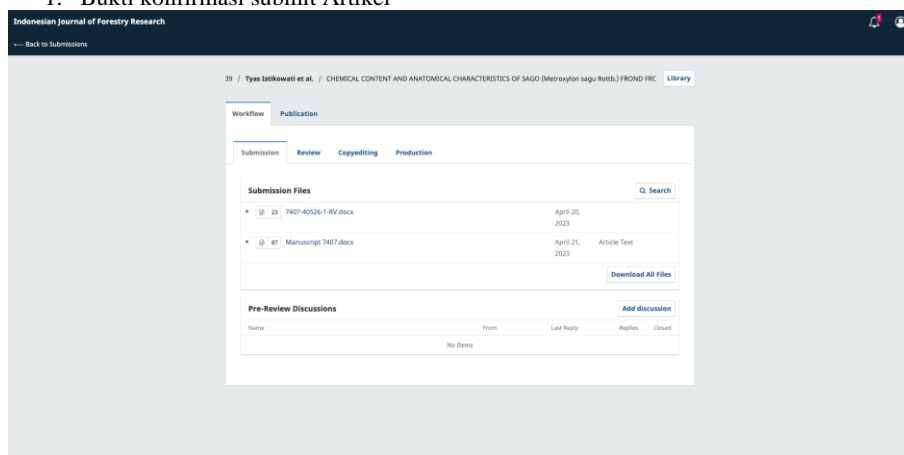 1. Bukti konfirmasi submit Artikel
Indonesian Journal of Forestry Research
1
← Back to Submissions
39 / Tyas Istikowati et al. / CHEMICAL CONTENT AND ANATOMICAL CHARACTERISTICS OF SAGO (Metroxylon sagu Rottb.) FROND FRC
Library
Workflow Publication
Submission Review Copyediting Production
Submission Files
Search
23 7407-40526-1-RV.docx April 20, 2023
87 Manuscript 7407.docx April 21, 2023 Article Text
Download All Files
Pre-Review Discussions
Add discussion
Name From Last Reply Replies Closed
No Items